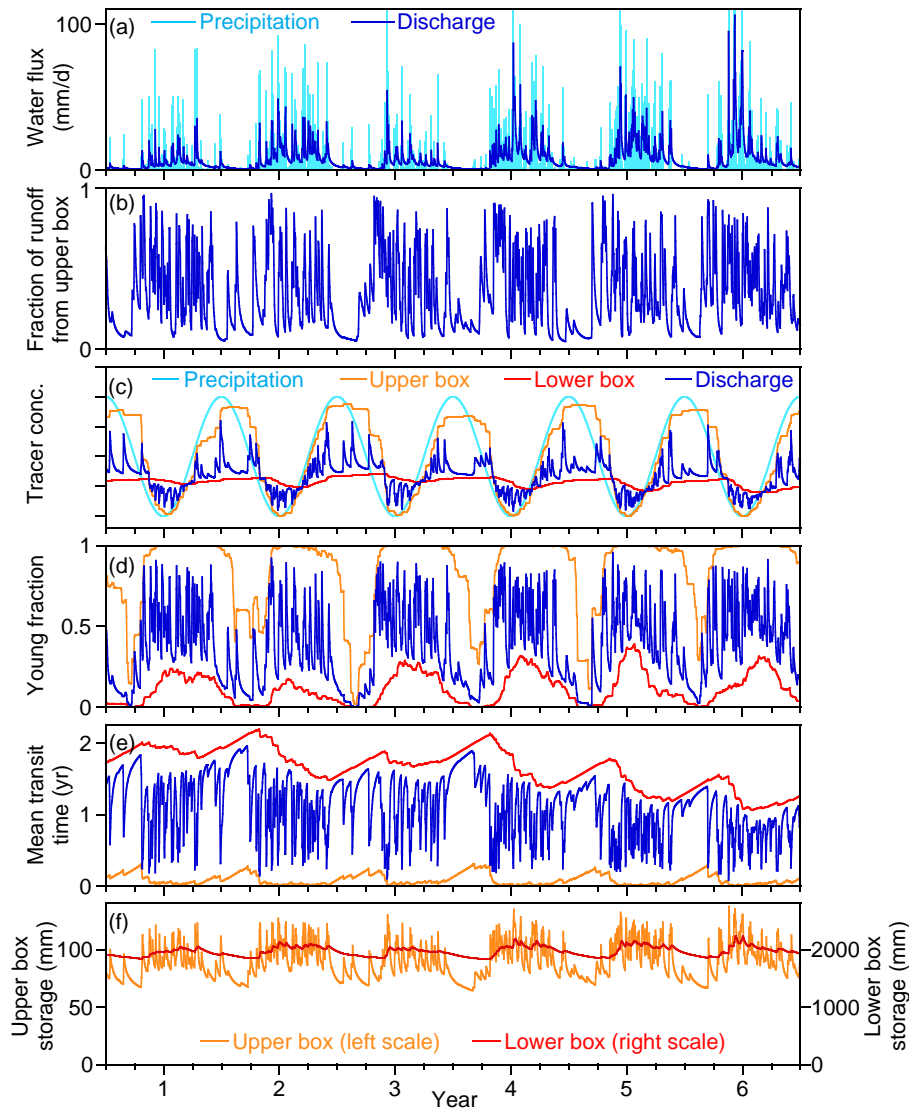 (a) Precipitation Discharge
100
0
Water flux
(mm/d)
(b)
1
0
Fraction of runoff
from upper box
(c) Precipitation Upper box Lower box Discharge
Tracer conc.
(d)
1
0.5
0
Young fraction
(e)
2
1
0
Mean transit
time (yr)
(f)
100
50
0
Upper box
storage (mm)
2000
1000
0
Lower box
storage (mm)
Upper box (left scale) Lower box (right scale)
1 2 3 4 5 6
Year